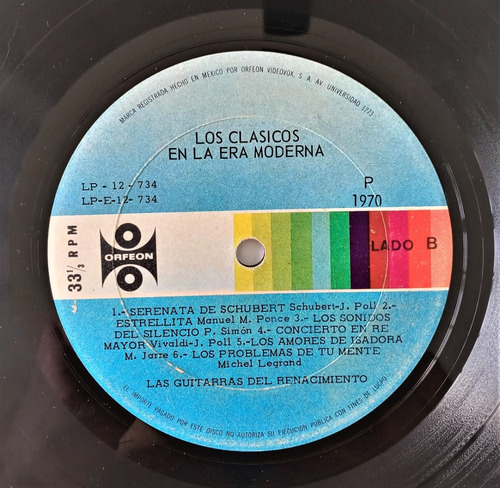 MARCA REGISTRADA HECHO EN MEXICO POR ORFEON VIDEOVOX, S A AV. UNIVERSIDAD 1273
LOS CLASICOS
EN LA ERA MODERNA
LP - 12 - 734
LP-E-12- 734
P
1970
33 1/3 RPM
ORFEON
LADO B
1.- SERENATA DE SCHUBERT Schubert-J. Poll 2.-
ESTRELLITA Manuel M. Ponce 3.- LOS SONIDOS
DEL SILENCIO P. Simón 4.- CONCIERTO EN RE
MAYOR Vivaldi-J. Poll 5.-LOS AMORES DE ISADORA
M. Jarre 6.- LOS PROBLEMAS DE TU MENTE
Michel Legrand
LAS GUITARRAS DEL RENACIMIENTO
EL IMPORTE PAGADO POR ESTE DISCO NO AUTORIZA SU EJECUCION PUBLICA CON FINES DE LUCRO